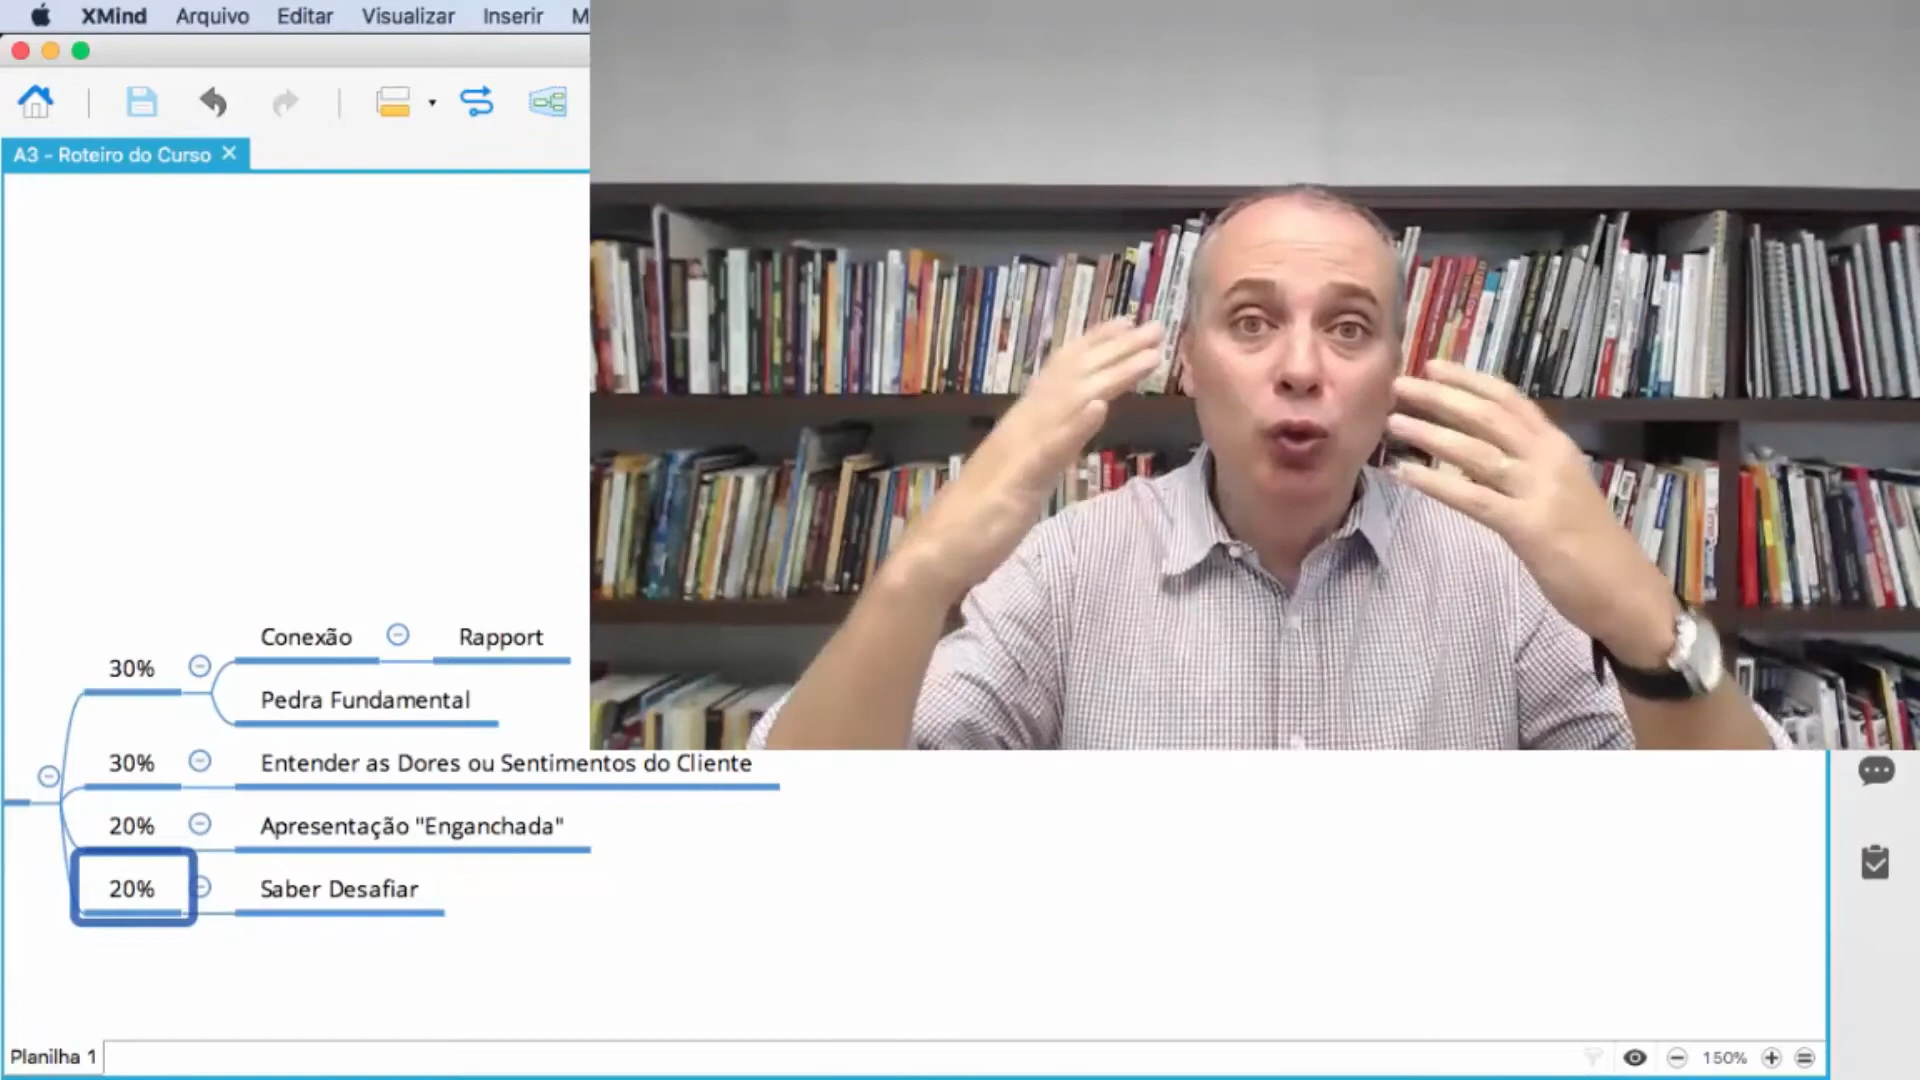 XMind Arquivo Editar Visualizar Inserir M
A3 - Roteiro do Curso
30%
Conexão
Rapport
Pedra Fundamental
30%
Entender as Dores ou Sentimentos do Cliente
20%
Apresentação "Enganchada"
20%
Saber Desafiar
Planilha 1
150%